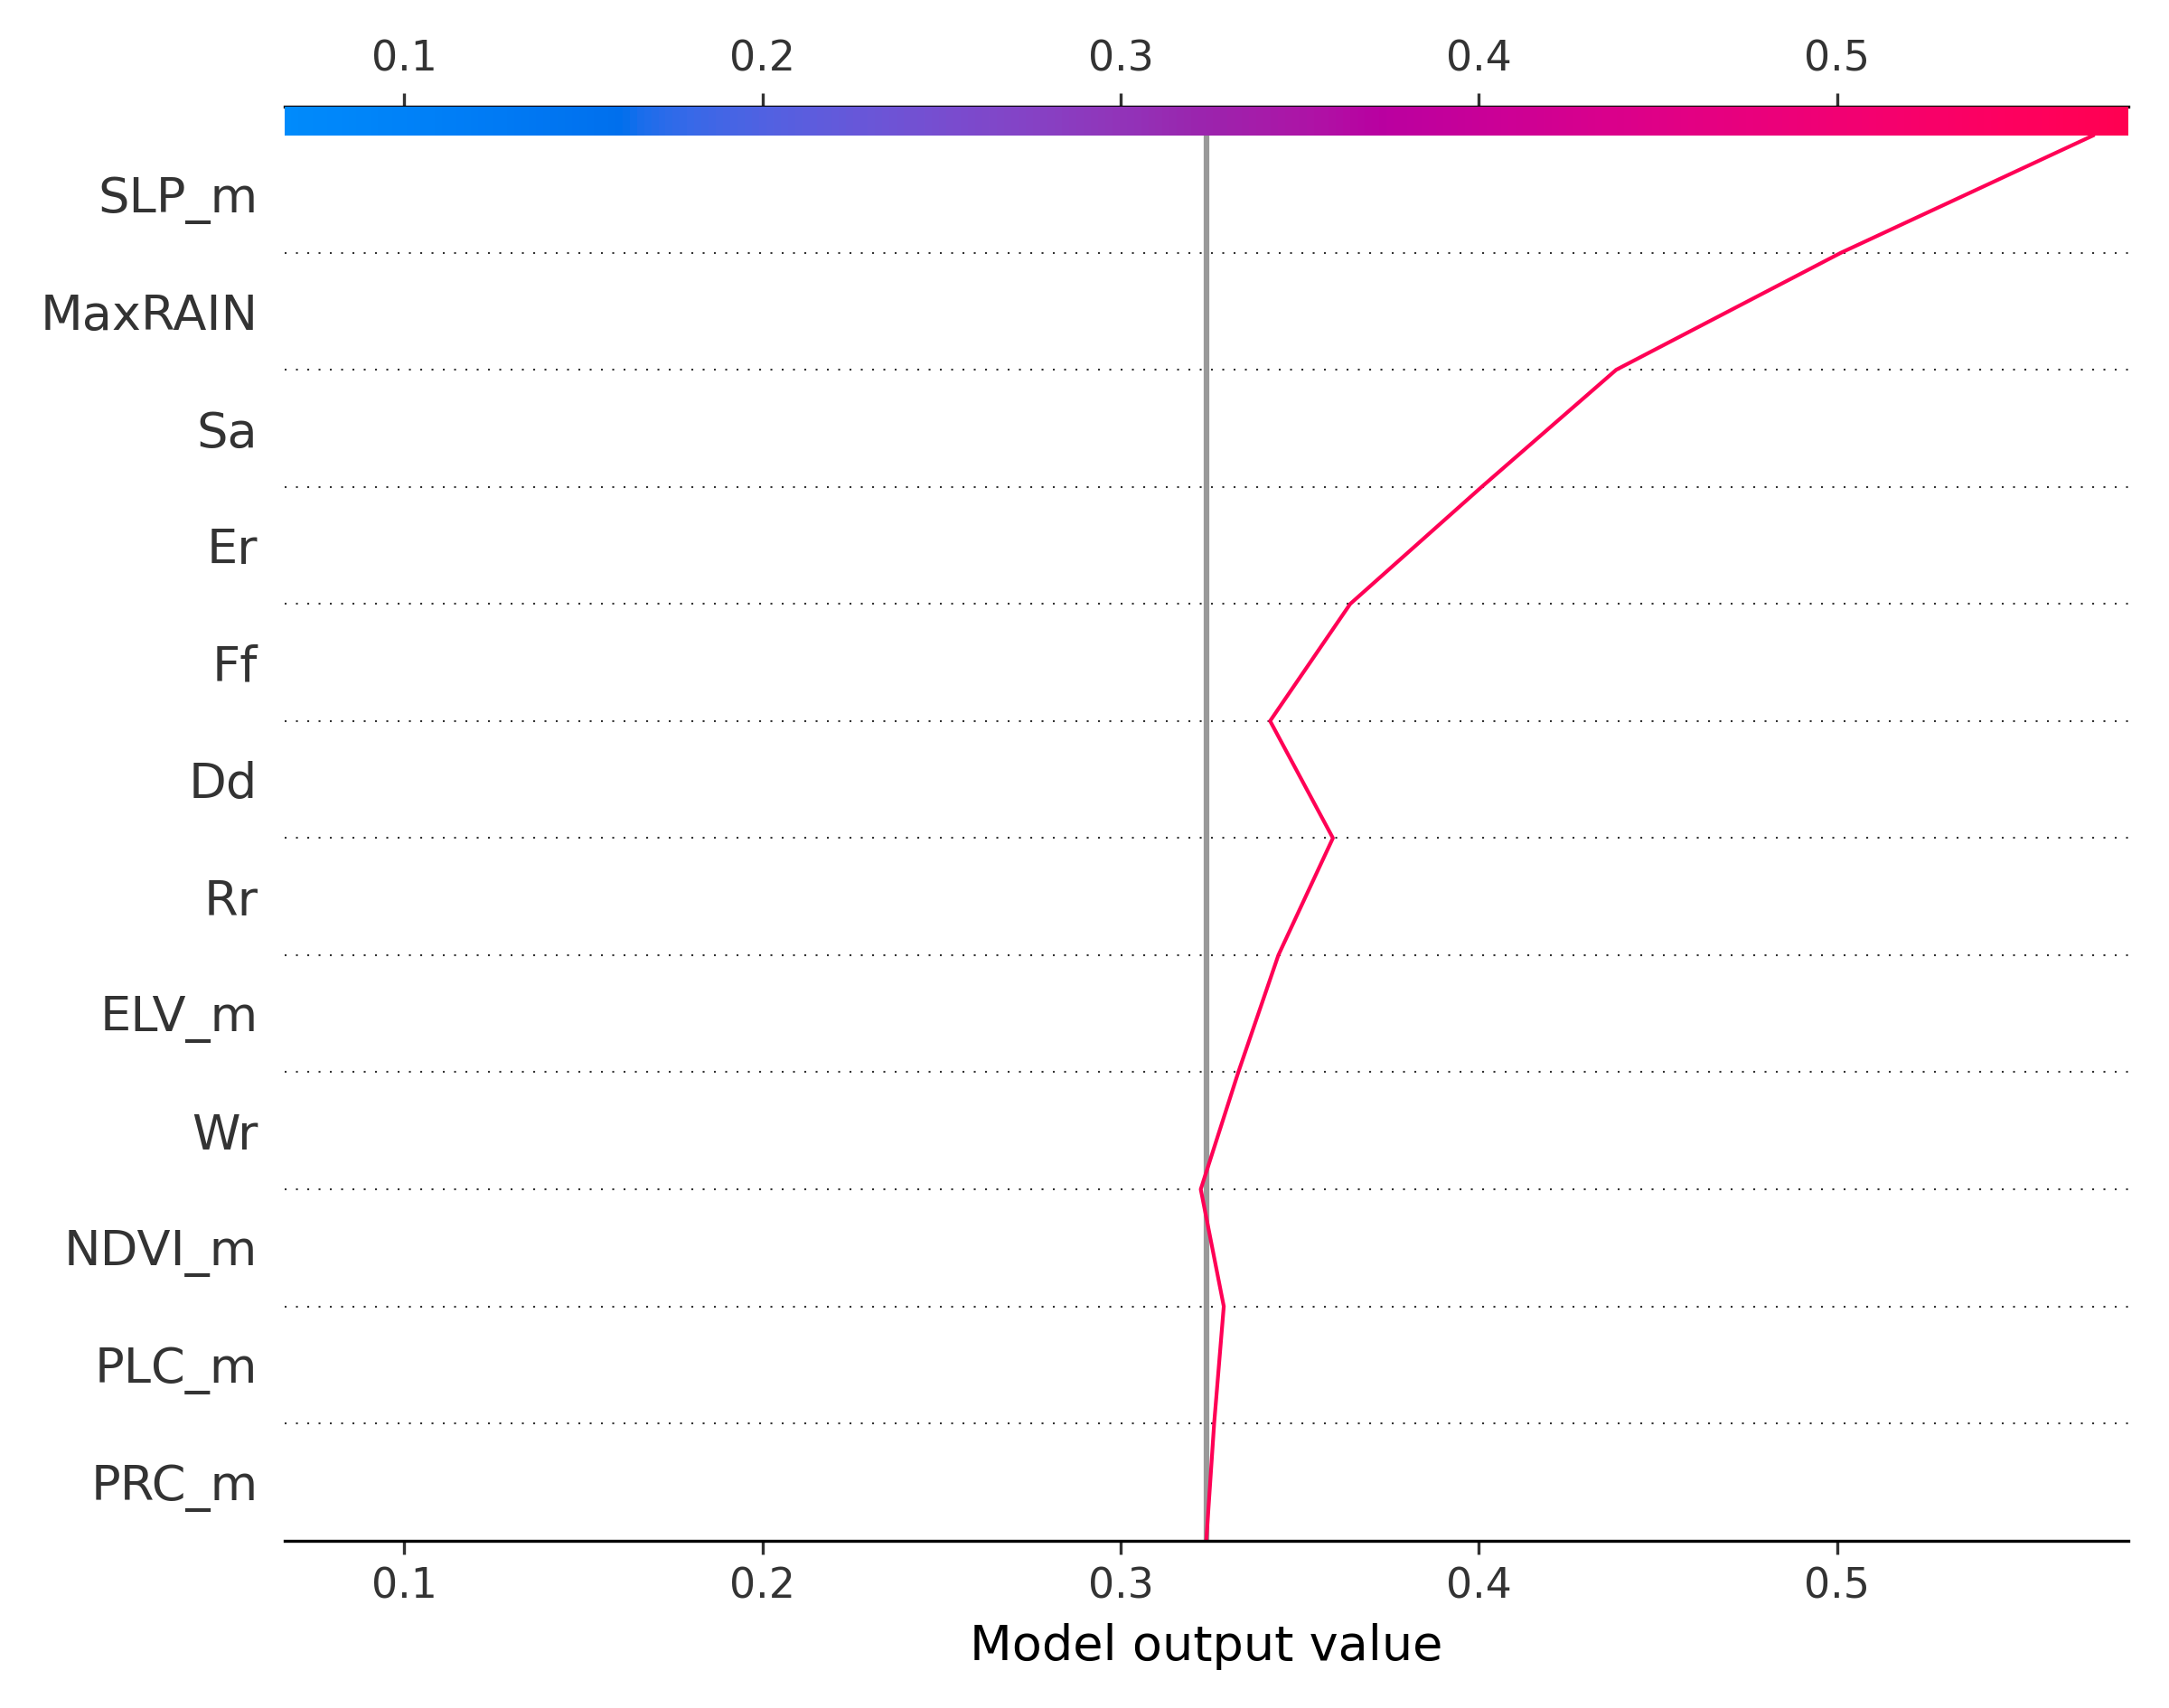 0.1 0.2 0.3 0.4 0.5
SLP_m
MaxRAIN
Sa
Er
Ff
Dd
Rr
ELV_m
Wr
NDVI_m
PLC_m
PRC_m
0.1 0.2 0.3 0.4 0.5
Model output value